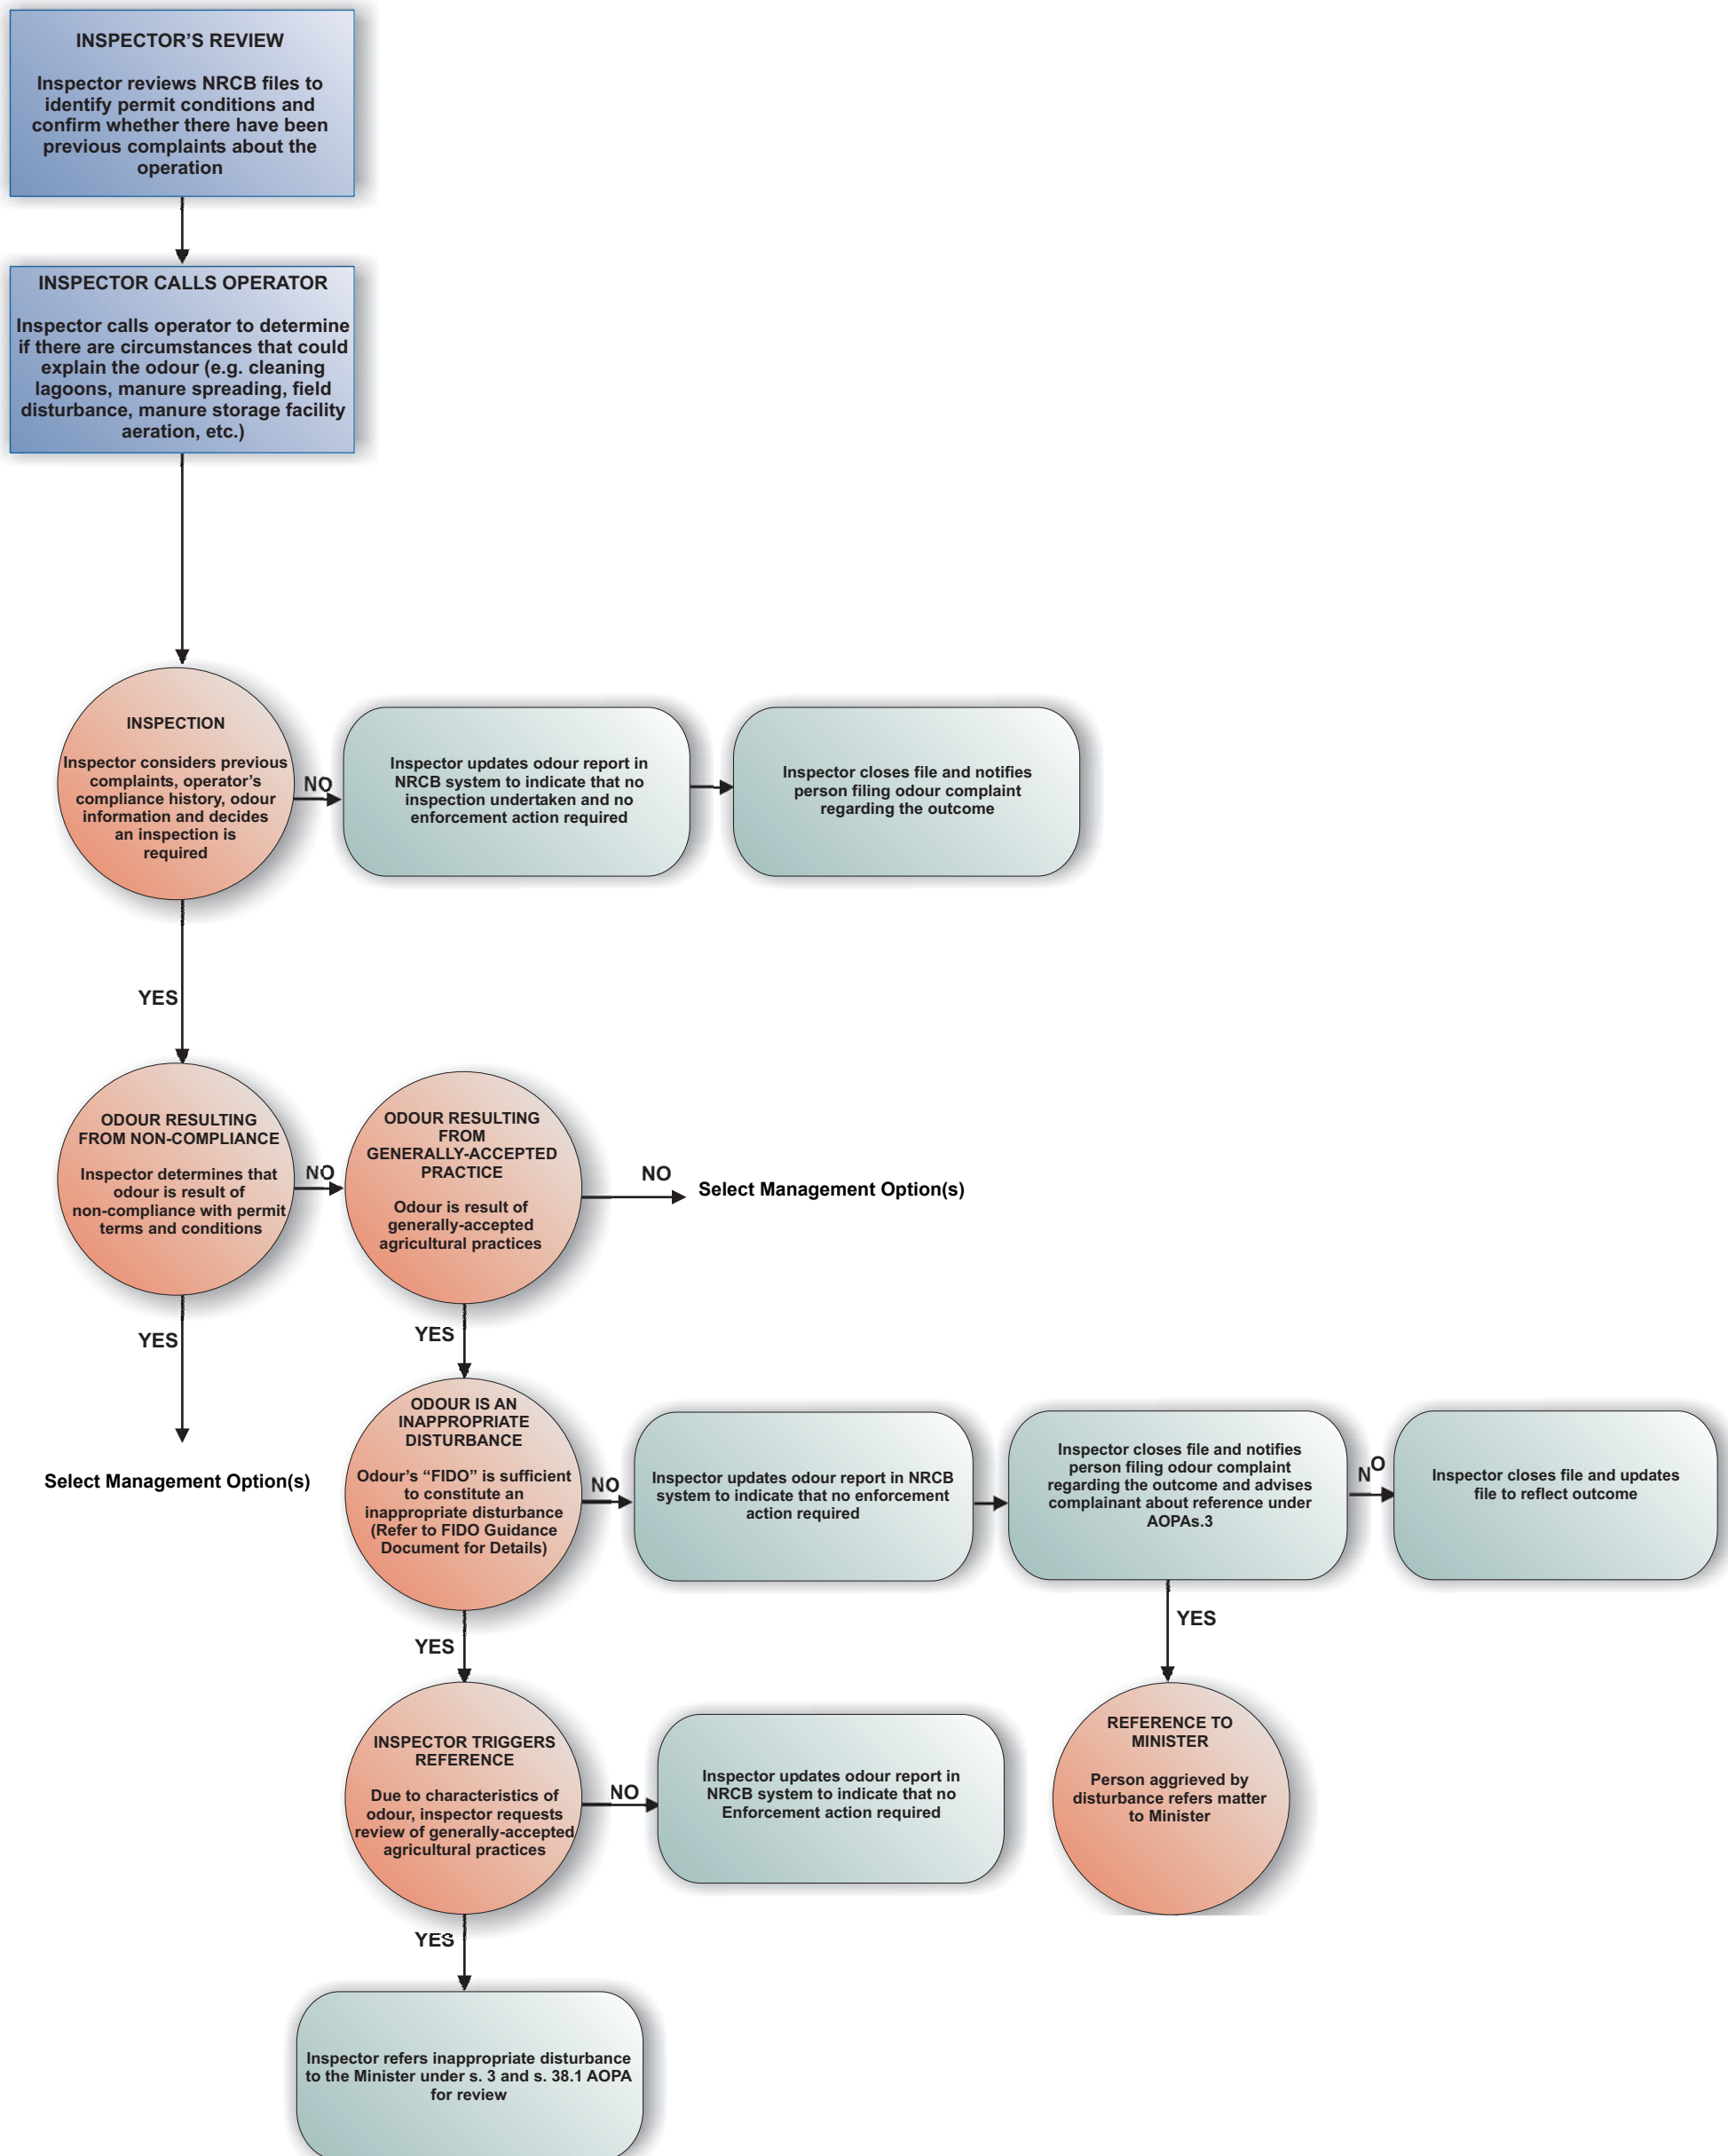 INSPECTOR'S REVIEW
Inspector reviews NRCB files to
identify permit conditions and
confirm whether there have been
previous complaints about the
operation
INSPECTOR CALLS OPERATOR
Inspector calls operator to determine
if there are circumstances that could
explain the odour (e.g. cleaning
lagoons, manure spreading, field
disturbance, manure storage facility
aeration, etc.)
INSPECTION
Inspector considers previous
complaints, operator's
compliance history, odour
information and decides
an inspection is
required
NO
Inspector updates odour report in
NRCB system to indicate that no
inspection undertaken and no
enforcement action required
Inspector closes file and notifies
person filing odour complaint
regarding the outcome
YES
ODOUR RESULTING
FROM NON-COMPLIANCE
Inspector determines that
odour is result of
non-compliance with permit
terms and conditions
NO
ODOUR RESULTING
FROM
GENERALLY-ACCEPTED
PRACTICE
Odour is result of
generally-accepted
agricultural practices
NO
Select Management Option(s)
YES
Select Management Option(s)
YES
ODOUR IS AN
INAPPROPRIATE
DISTURBANCE
Odour's “FIDO” is sufficient
to constitute an
inappropriate disturbance
(Refer to FIDO Guidance
Document for Details)
NO
Inspector updates odour report in NRCB
system to indicate that no enforcement
action required
Inspector closes file and notifies
person filing odour complaint
regarding the outcome and advises
complainant about reference under
AOPAs.3
NO
Inspector closes file and updates
file to reflect outcome
YES
REFERENCE TO
MINISTER
Person aggrieved by
disturbance refers matter
to Minister
YES
INSPECTOR TRIGGERS
REFERENCE
Due to characteristics of
odour, inspector requests
review of generally-accepted
agricultural practices
NO
Inspector updates odour report in
NRCB system to indicate that no
Enforcement action required
YES
Inspector refers inappropriate disturbance
to the Minister under s. 3 and s. 38.1 AOPA
for review